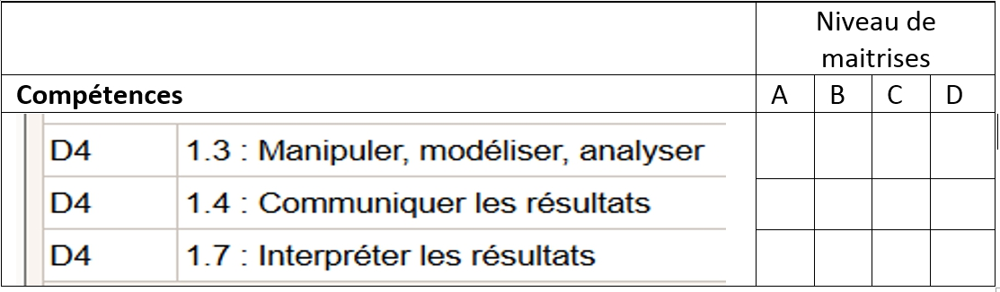 Niveau de
maitrises
Compétences A B C D
D4 1.3 : Manipuler, modéliser, analyser
D4 1.4 : Communiquer les résultats
D4 1.7 : Interpréter les résultats